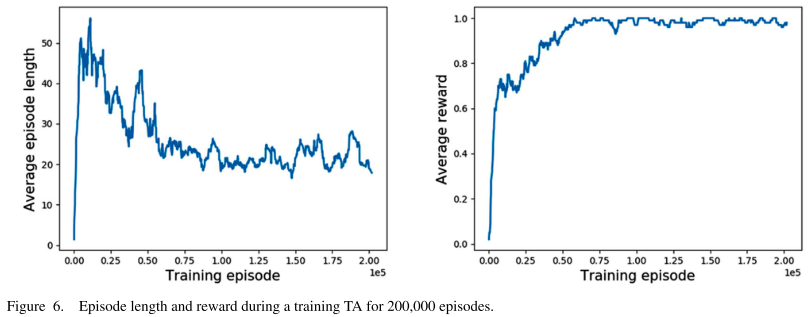 50
40
30
20
10
0
Average episode length
0.00 0.25 0.50 0.75 1.00 1.25 1.50 1.75 2.00
1e5
Training episode
1.0
0.8
0.6
0.4
0.2
0.0
Average reward
0.00 0.25 0.50 0.75 1.00 1.25 1.50 1.75 2.00
1e5
Training episode
Figure 6. Episode length and reward during a training TA for 200,000 episodes.